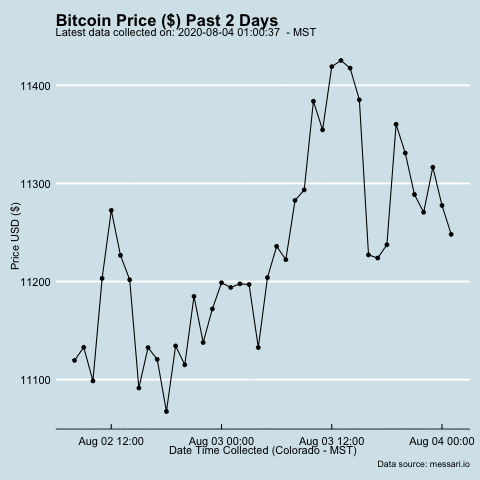 Bitcoin Price ($) Past 2 Days
Latest data collected on: 2020-08-04 01:00:37  - MST
11400
11300
11200
11100
Price USD ($)
Aug 02 12:00
Aug 03 00:00
Aug 03 12:00
Aug 04 00:00
Date Time Collected (Colorado - MST)
Data source: messari.io